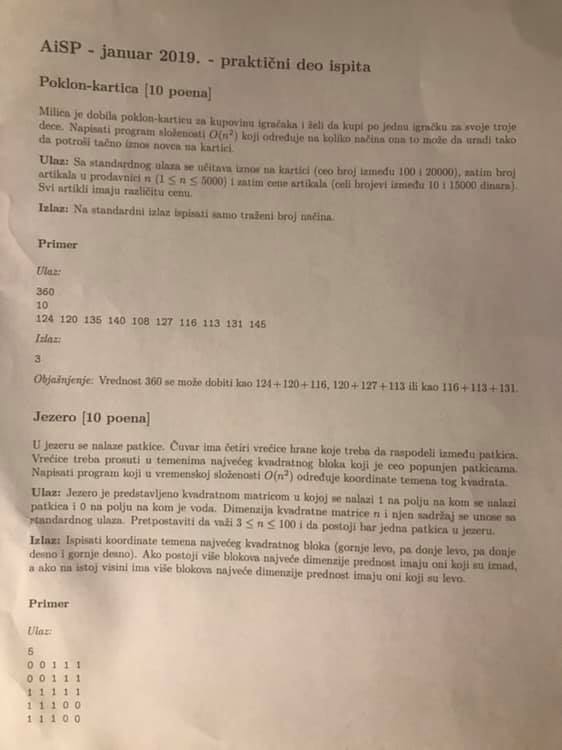 AiSP - januar 2019. - praktični deo ispita
Poklon-kartica [10 poena]
Milica je dobila poklon-karticu za kupovinu igračaka i želi da kupi po jednu igračku za svoje troje
dece. Napisati program složenosti O(n²) koji određuje na koliko načina ona to može da uradi tako
da potroši tačno iznos novca na kartici.
Ulaz: Sa standardnog ulaza se učitava iznos na kartici (ceo broj između 100 i 20000), zatim broj
artikala u prodavnici n (1 ≤ n ≤ 5000) i zatim cene artikala (celi brojevi između 10 i 15000 dinara).
Svi artikli imaju različitu cenu.
Izlaz: Na standardni izlaz ispisati samo traženi broj načina.
Primer
Ulaz:
360
10
124 120 135 140 108 127 116 113 131 145
Izlaz:
3
Objašnjenje: Vrednost 360 se može dobiti kao 124+120+116, 120+127+113 ili kao 116+113+131.
Jezero [10 poena]
U jezeru se nalaze patkice. Čuvar ima četiri vrećice hrane koje treba da raspodeli između patkica.
Vrećice treba prosuti u temenima najvećeg kvadratnog bloka koji je ceo popunjen patkicama.
Napisati program koji u vremenskoj složenosti O(n²) određuje koordinate temena tog kvadrata.
Ulaz: Jezero je predstavljeno kvadratnom matricom u kojoj se nalazi 1 na polju na kom se nalazi
patkica i 0 na polju na kom je voda. Dimenzija kvadratne matrice n i njen sadržaj se unose sa
standardnog ulaza. Pretpostaviti da važi 3 ≤ n ≤ 100 i da postoji bar jedna patkica u jezeru.
Izlaz: Ispisati koordinate temena najvećeg kvadratnog bloka (gornje levo, pa donje levo, pa donje
desno i gornje desno). Ako postoji više blokova najveće dimenzije prednost imaju oni koji su iznad,
a ako na istoj visini ima više blokova najveće dimenzije prednost imaju oni koji su levo.
Primer
Ulaz:
5
0 0 1 1 1
0 0 1 1 1
1 1 1 1 1
1 1 1 0 0
1 1 1 0 0